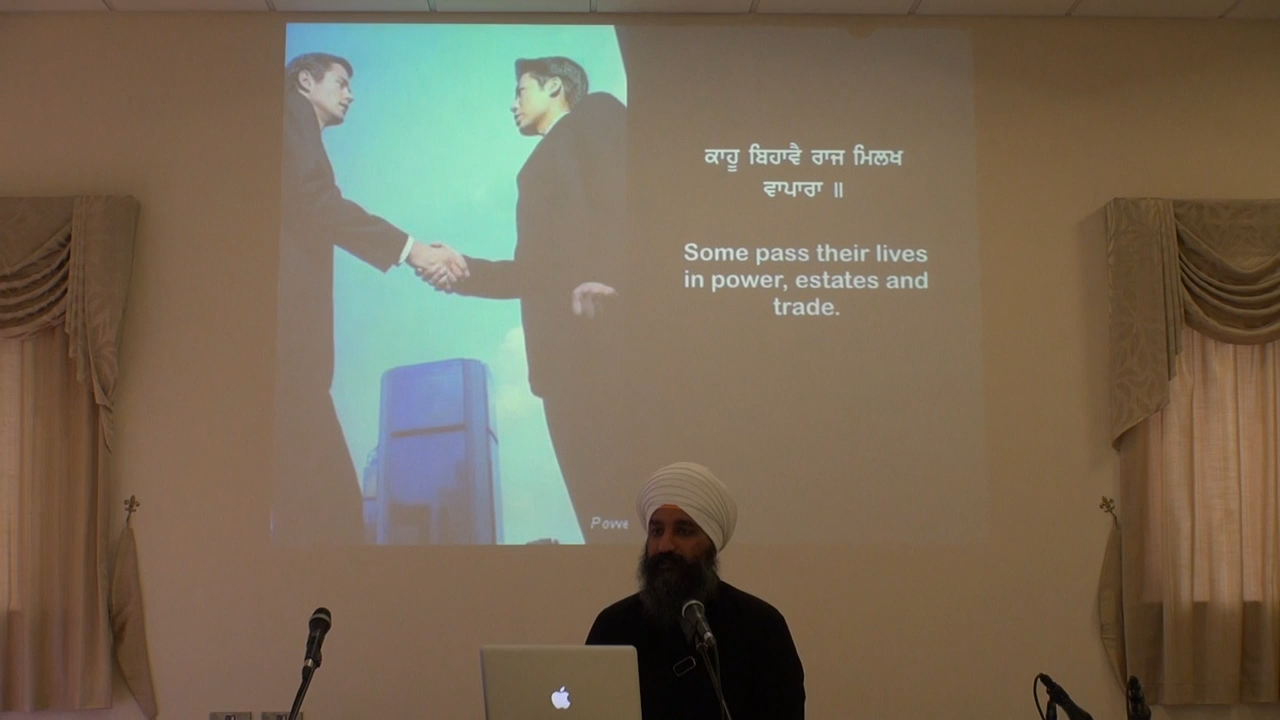 ਕਾਹੂ ਬਿਹਾਵੈ ਰਾਜ ਮਿਲਖ
ਵਾਪਾਰਾ ॥
Some pass their lives
in power, estates and
trade.